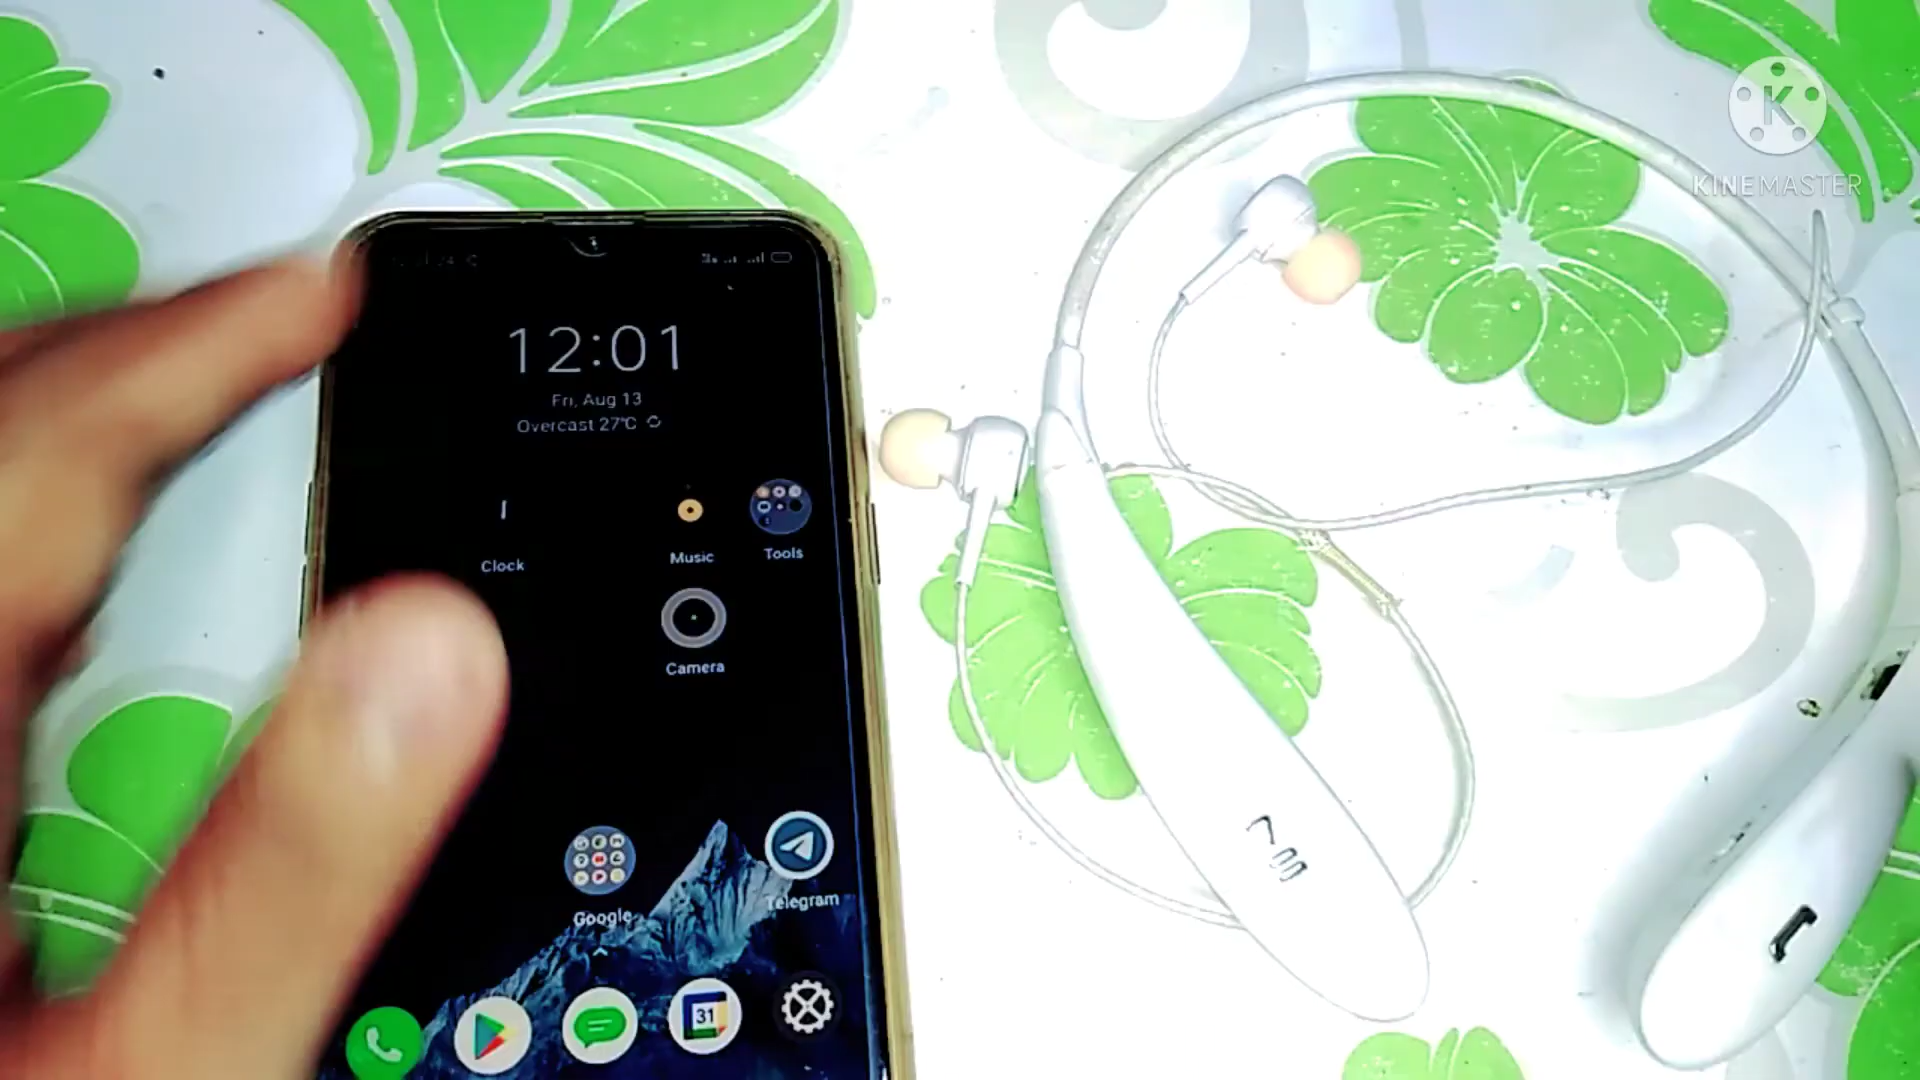 KINEMASTER
12:01
Fri, Aug 13
Overcast 27°C
Clock
Music
Tools
Camera
Google
Telegram
31